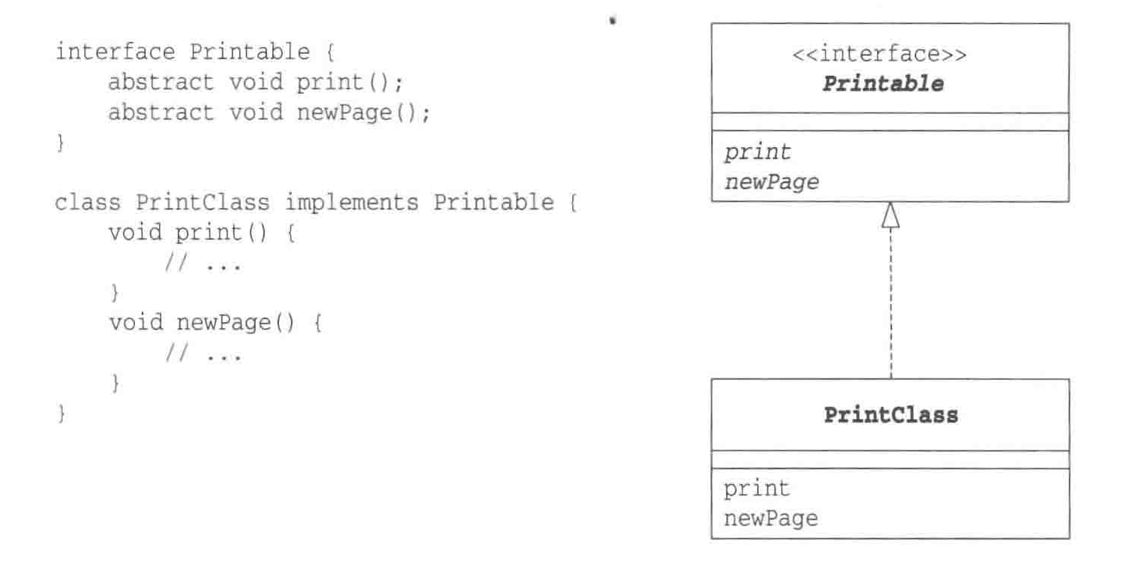 interface Printable {
    abstract void print();
    abstract void newPage();
}

class PrintClass implements Printable {
    void print() {
        // ...
    }
    void newPage() {
        // ...
    }
}
<<interface>>
Printable
print
newPage
PrintClass
print
newPage